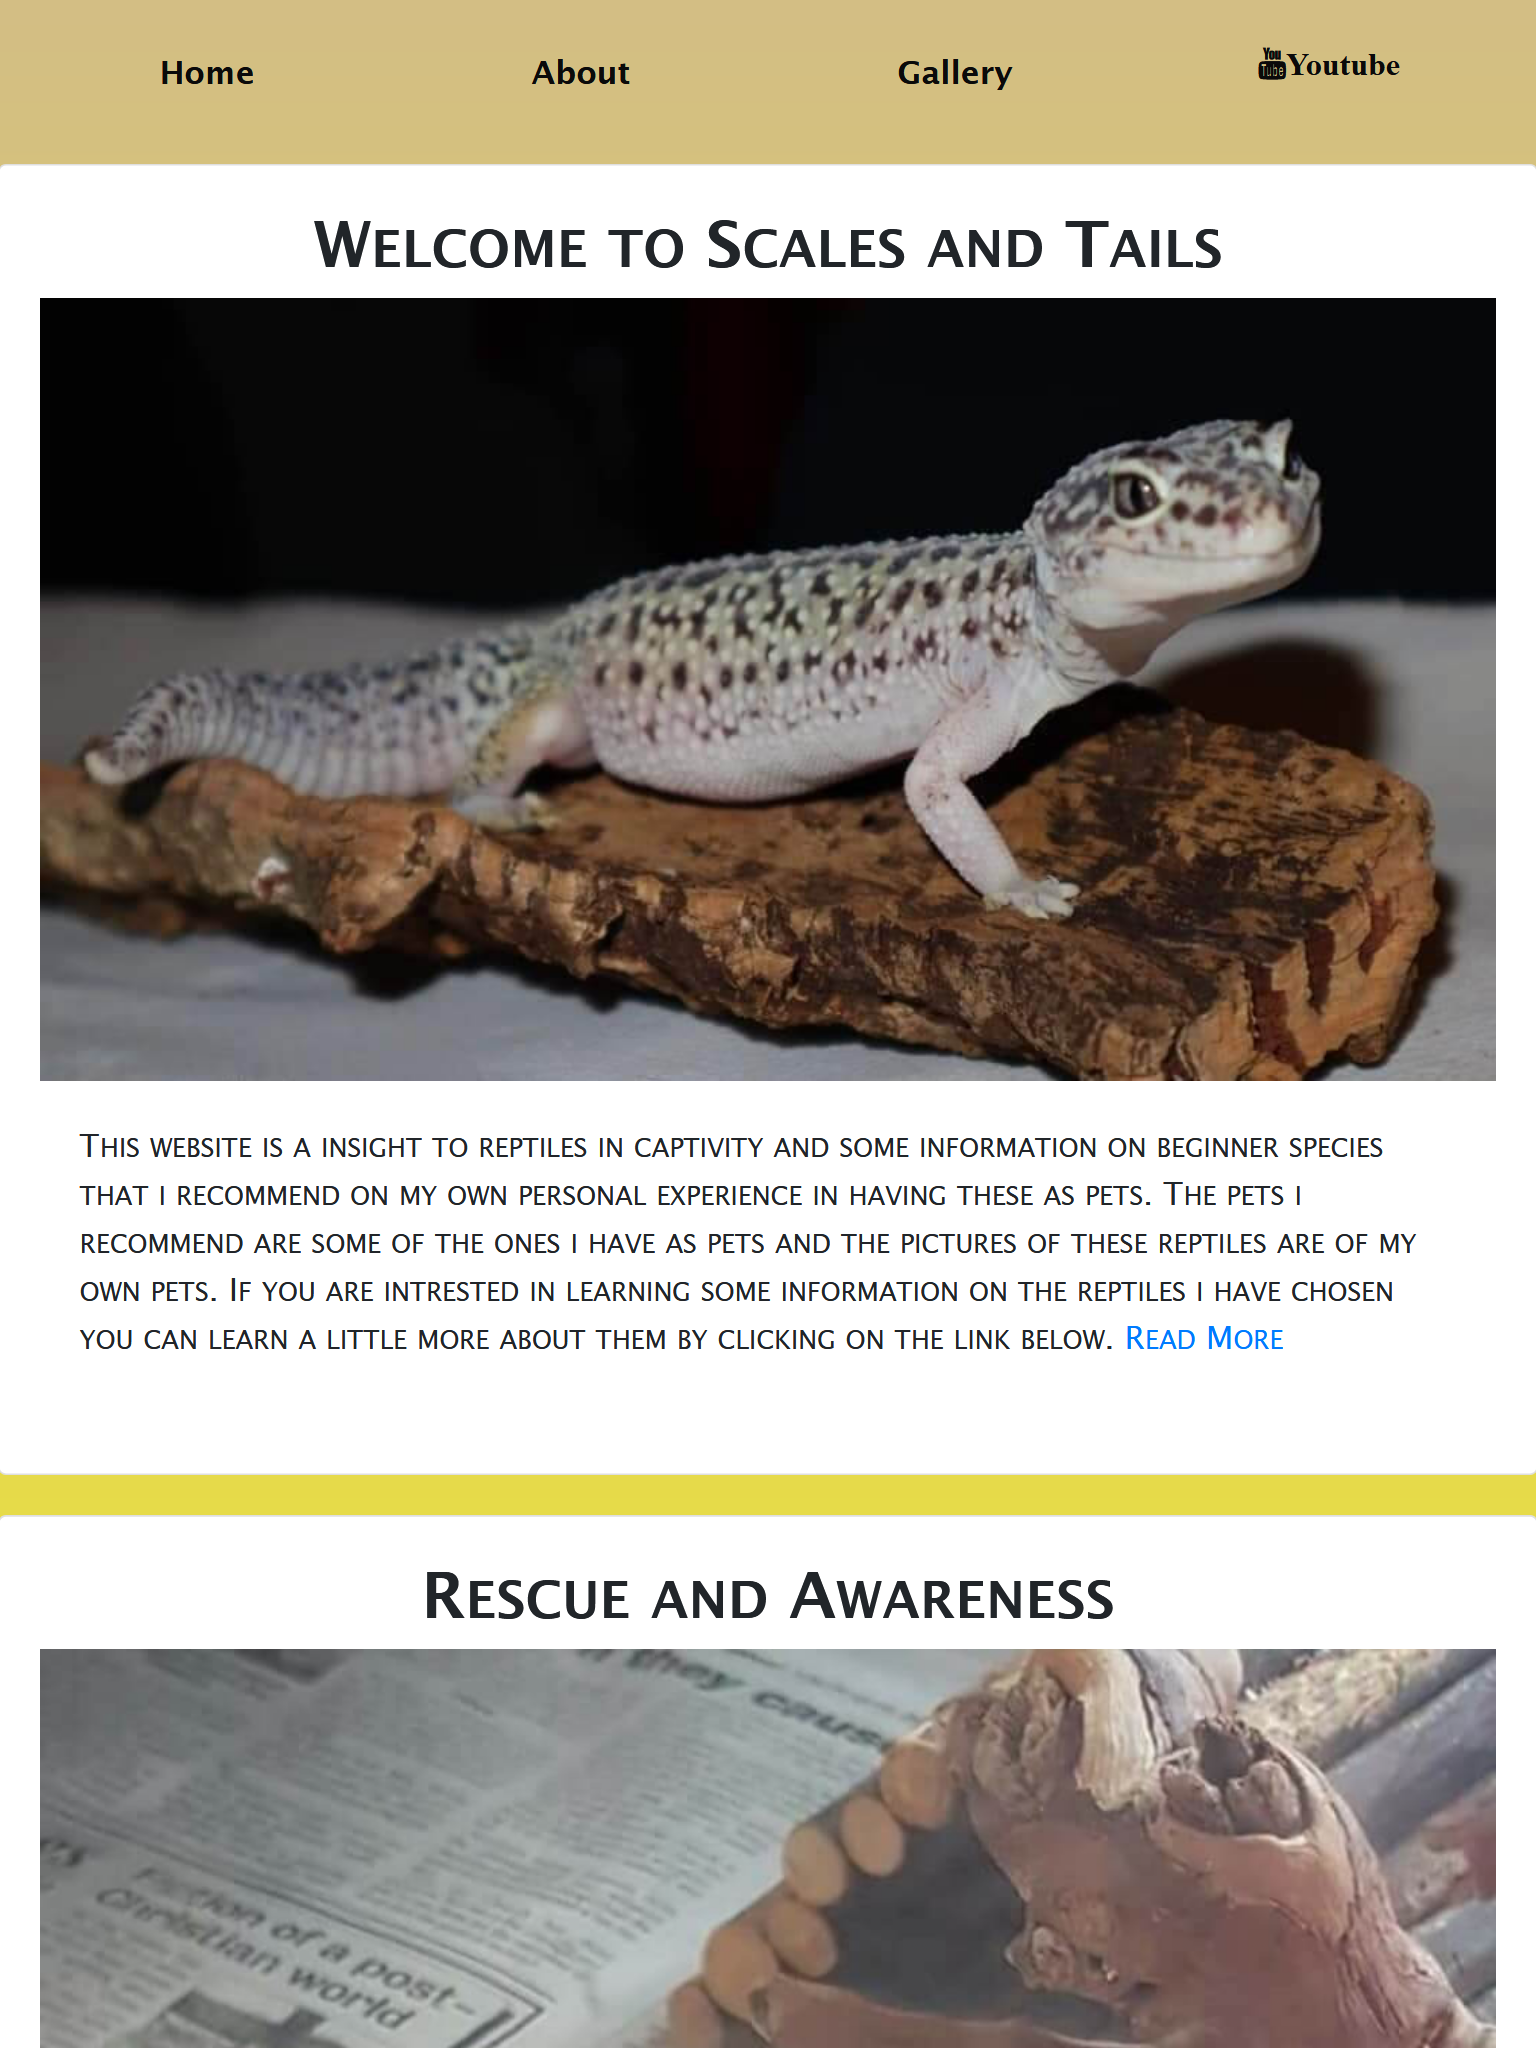 Home About Gallery You Tube Youtube
Welcome to Scales and Tails
This website is a insight to reptiles in captivity and some information on beginner species
that i recommend on my own personal experience in having these as pets. The pets i
recommend are some of the ones i have as pets and the pictures of these reptiles are of my
own pets. If you are intrested in learning some information on the reptiles i have chosen
you can learn a little more about them by clicking on the link below. Read More
Rescue and Awareness
they cause
of a post-
Christian world